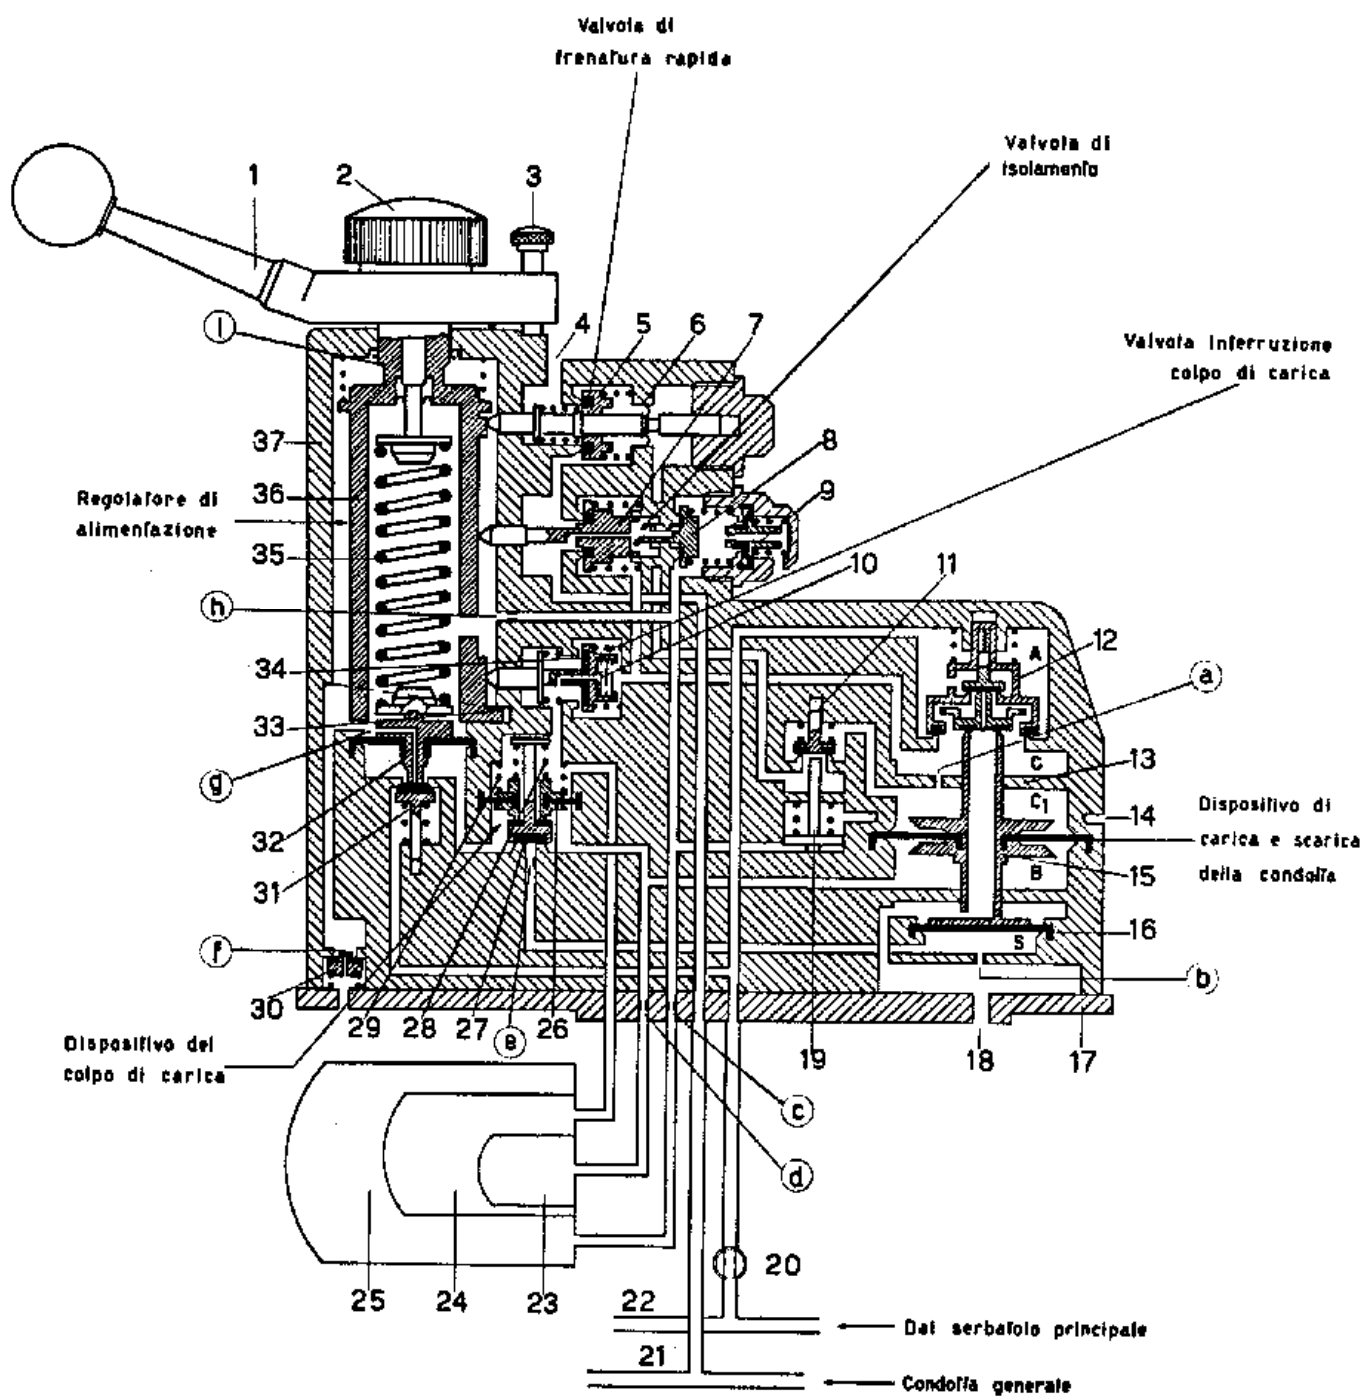 Valvola di
frenatura rapida
Valvola di
isolamento
1
2
3
l
4
5
6
7
Valvola interruzione
colpo di carica
37
8
36
9
Regolatore di
alimentazione
35
10
11
h
A
12
34
a
33
C
13
g
C1
14
Dispositivo di
carica e scarica
della condotta
32
31
B
15
16
S
f
b
30
29
28
27
e
26
19
18
17
Dispositivo del
colpo di carica
c
d
20
25
24
23
22
Dal serbatoio principale
21
Condotta generale